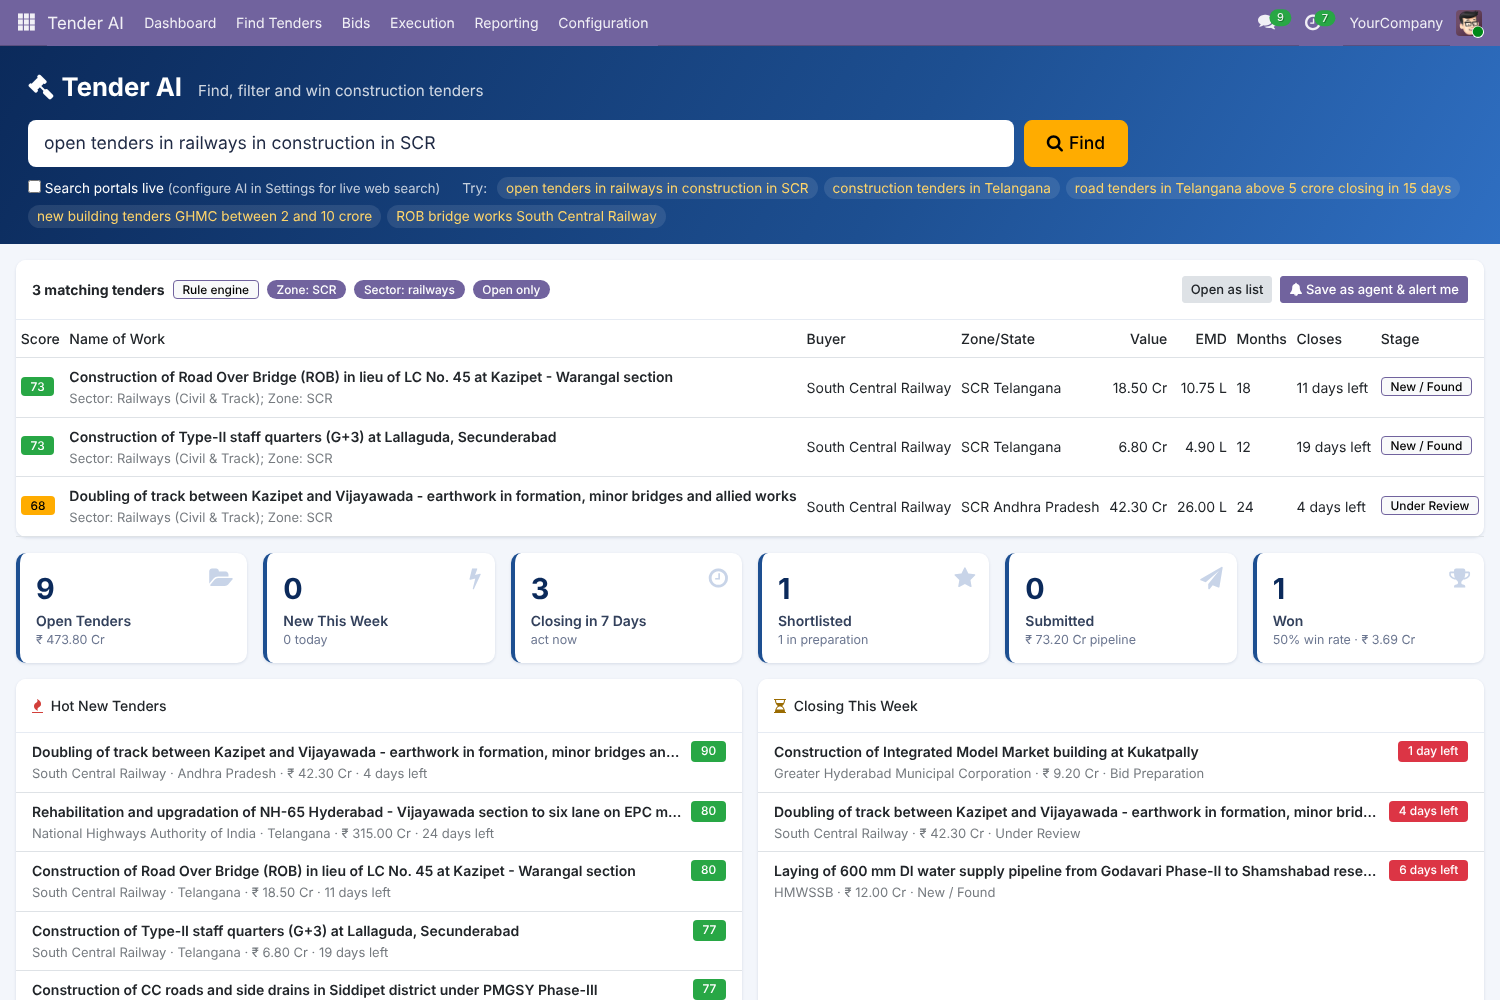 Tender AI Dashboard Find Tenders Bids Execution Reporting Configuration 9 7 YourCompany
Tender AI Find, filter and win construction tenders
open tenders in railways in construction in SCR Find
Search portals live (configure AI in Settings for live web search) Try: open tenders in railways in construction in SCR construction tenders in Telangana road tenders in Telangana above 5 crore closing in 15 days
new building tenders GHMC between 2 and 10 crore ROB bridge works South Central Railway
3 matching tenders Rule engine Zone: SCR Sector: railways Open only Open as list Save as agent & alert me
Score Name of Work Buyer Zone/State Value EMD Months Closes Stage
73 Construction of Road Over Bridge (ROB) in lieu of LC No. 45 at Kazipet - Warangal section South Central Railway SCR Telangana 18.50 Cr 10.75 L 18 11 days left New / Found
Sector: Railways (Civil & Track); Zone: SCR
73 Construction of Type-II staff quarters (G+3) at Lallaguda, Secunderabad South Central Railway SCR Telangana 6.80 Cr 4.90 L 12 19 days left New / Found
Sector: Railways (Civil & Track); Zone: SCR
68 Doubling of track between Kazipet and Vijayawada - earthwork in formation, minor bridges and allied works South Central Railway SCR Andhra Pradesh 42.30 Cr 26.00 L 24 4 days left Under Review
Sector: Railways (Civil & Track); Zone: SCR
9 0 3 1 0 1
Open Tenders New This Week Closing in 7 Days Shortlisted Submitted Won
₹ 473.80 Cr 0 today act now 1 in preparation ₹ 73.20 Cr pipeline 50% win rate · ₹ 3.69 Cr
Hot New Tenders
Doubling of track between Kazipet and Vijayawada - earthwork in formation, minor bridges an... 90
South Central Railway · Andhra Pradesh · ₹ 42.30 Cr · 4 days left
Rehabilitation and upgradation of NH-65 Hyderabad - Vijayawada section to six lane on EPC m... 80
National Highways Authority of India · Telangana · ₹ 315.00 Cr · 24 days left
Construction of Road Over Bridge (ROB) in lieu of LC No. 45 at Kazipet - Warangal section 80
South Central Railway · Telangana · ₹ 18.50 Cr · 11 days left
Construction of Type-II staff quarters (G+3) at Lallaguda, Secunderabad 77
South Central Railway · Telangana · ₹ 6.80 Cr · 19 days left
Construction of CC roads and side drains in Siddipet district under PMGSY Phase-III 77
Closing This Week
Construction of Integrated Model Market building at Kukatpally 1 day left
Greater Hyderabad Municipal Corporation · ₹ 9.20 Cr · Bid Preparation
Doubling of track between Kazipet and Vijayawada - earthwork in formation, minor brid... 4 days left
South Central Railway · ₹ 42.30 Cr · Under Review
Laying of 600 mm DI water supply pipeline from Godavari Phase-II to Shamshabad rese... 6 days left
HMWSSB · ₹ 12.00 Cr · New / Found